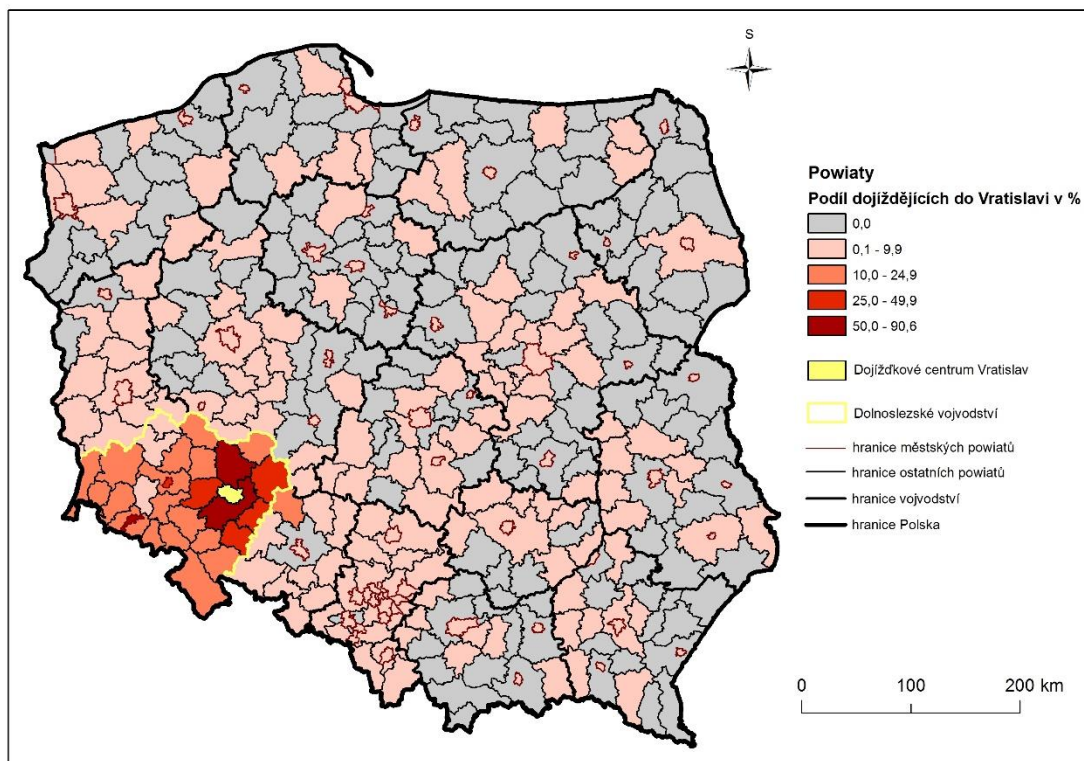 S
Powiaty
Podíl dojíždějících do Vratislavi v %
0,0
0,1 - 9,9
10,0 - 24,9
25,0 - 49,9
50,0 - 90,6
Dojížďkové centrum Vratislav
Dolnoslezské vojvodství
hranice městských powiatů
hranice ostatních powiatů
hranice vojvodství
hranice Polska
0 100 200 km